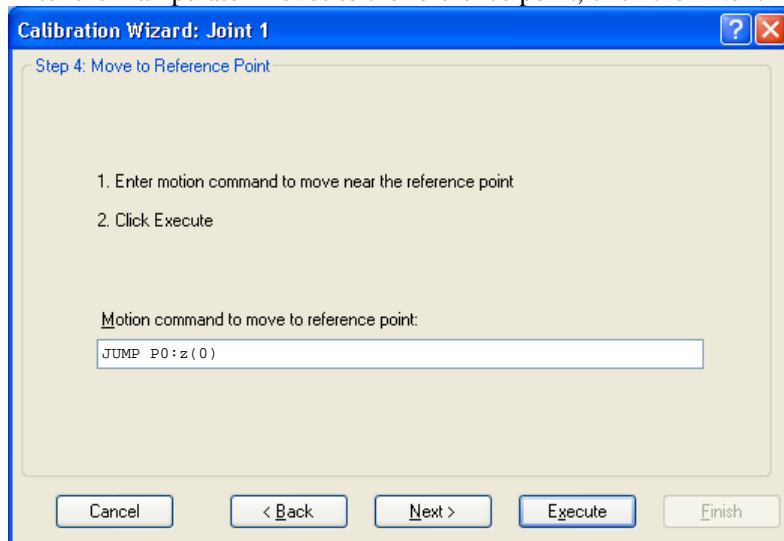 Calibration Wizard: Joint 1
Step 4: Move to Reference Point
1. Enter motion command to move near the reference point
2. Click Execute
Motion command to move to reference point:
JUMP P0:z(0)
Cancel
< Back
Next >
Execute
Finish